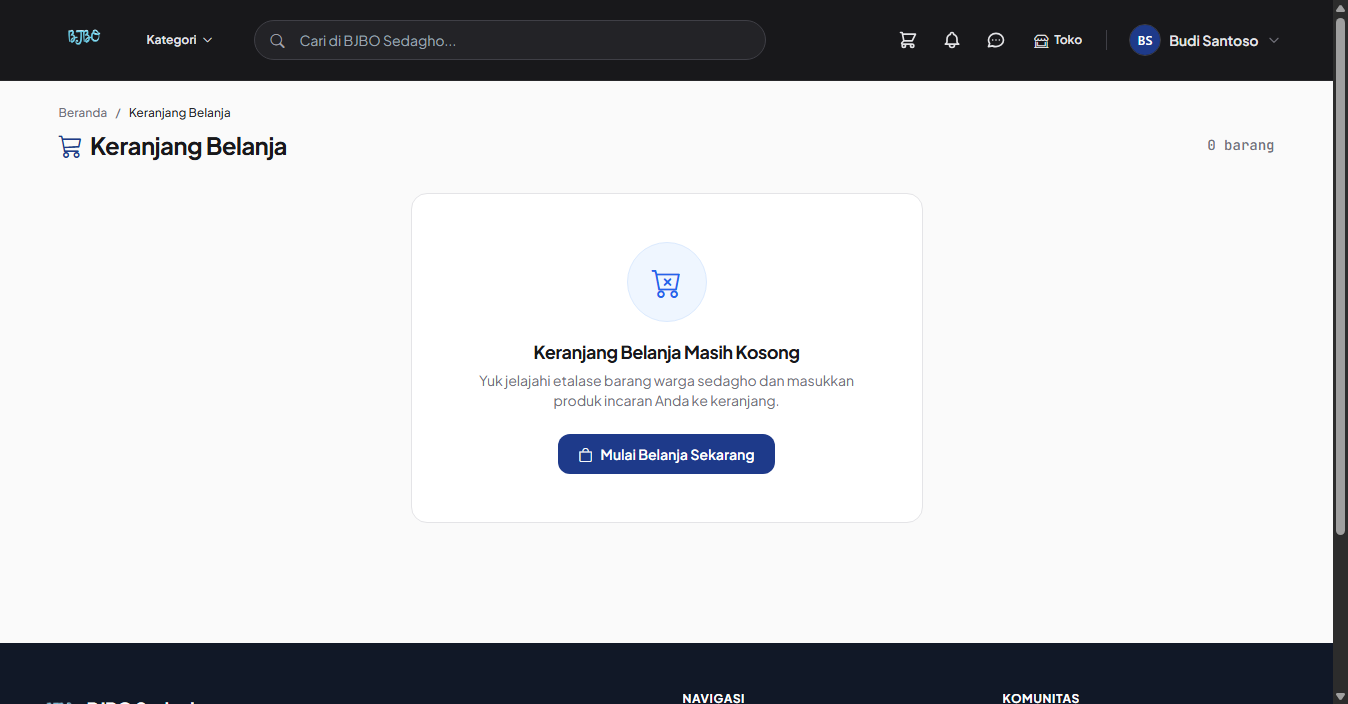 BJBO
Kategori
Cari di BJBO Sedagho...
Toko
BS
Budi Santoso
Beranda / Keranjang Belanja
Keranjang Belanja
0 barang
Keranjang Belanja Masih Kosong
Yuk jelajahi etalase barang warga sedagho dan masukkan
produk incaran Anda ke keranjang.
Mulai Belanja Sekarang
NAVIGASI
KOMUNITAS